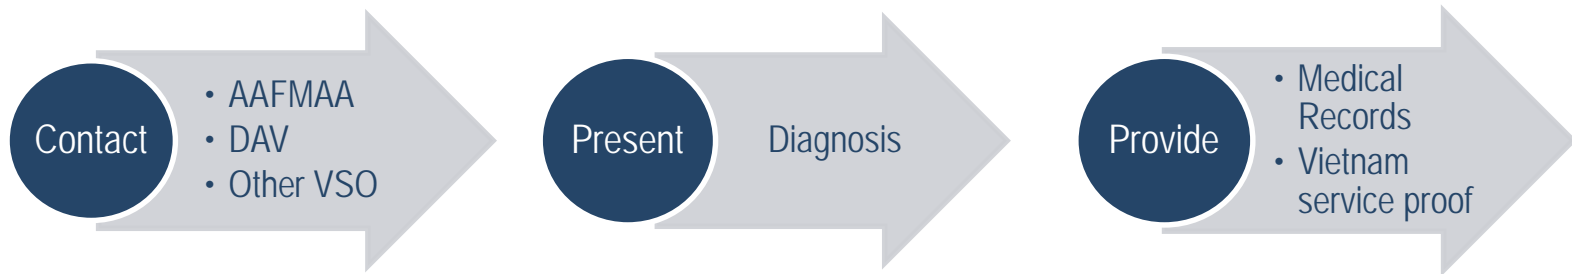 Contact
• AAFMAA
• DAV
• Other VSO
Present
Diagnosis
Provide
• Medical
Records
• Vietnam
service proof